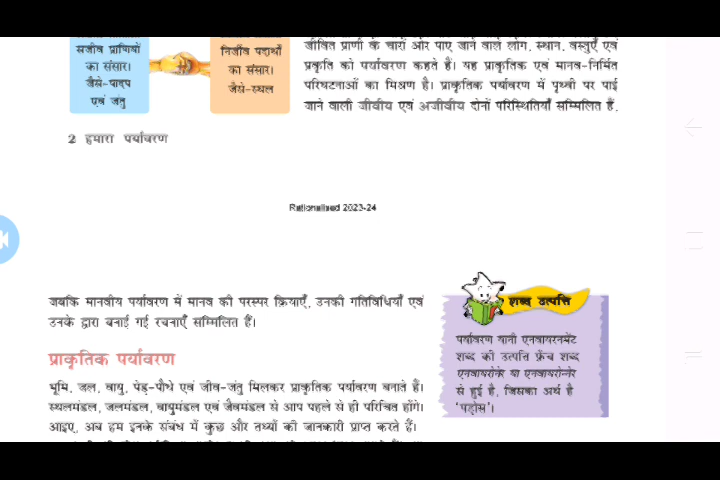 सजीव प्राणियों
का संसार।
जैसे-पादप
एवं जंतु
निर्जीव पदार्थों
का संसार।
जैसे-स्थल
जीवित प्राणी के चारों ओर पाए जाने वाले लोग, स्थान, वस्तुएँ एवं
प्रकृति को पर्यावरण कहते हैं। यह प्राकृतिक एवं मानव-निर्मित
परिघटनाओं का मिश्रण है। प्राकृतिक पर्यावरण में पृथ्वी पर पाई
जाने वाली जीवीय एवं अजीवीय दोनों परिस्थितियाँ सम्मिलित हैं,
2 हमारा पर्यावरण
Rationalised 2023-24
जबकि मानवीय पर्यावरण में मानव की परस्पर क्रियाएँ, उनकी गतिविधियाँ एवं
उनके द्वारा बनाई गई रचनाएँ सम्मिलित हैं।
प्राकृतिक पर्यावरण
भूमि, जल, वायु, पेड़-पौधे एवं जीव-जंतु मिलकर प्राकृतिक पर्यावरण बनाते हैं।
स्थलमंडल, जलमंडल, वायुमंडल एवं जैवमंडल से आप पहले से ही परिचित होंगे।
आइए, अब हम इनके संबंध में कुछ और तथ्यों की जानकारी प्राप्त करते हैं।
शब्द उत्पत्ति
पर्यावरण यानी एनवायरनमेंट
शब्द की उत्पत्ति फ्रेंच शब्द
एनवायरोने या एनवायरोन्नेर
से हुई है, जिसका अर्थ है
'पड़ोस'।